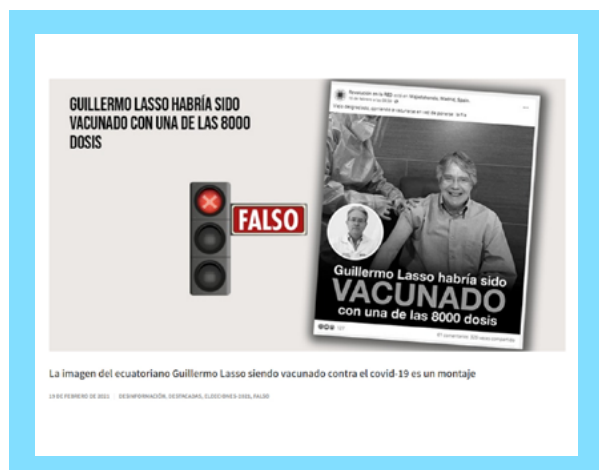 GUILLERMO LASSO HABRÍA SIDO
VACUNADO CON UNA DE LAS 8000
DOSIS
FALSO
Guillermo Lasso habría sido
VACUNADO
con una de las 8000 dosis
La imagen del ecuatoriano Guillermo Lasso siendo vacunado contra el covid-19 es un montaje
19 DE FEBRERO DE 2021 | DESINFORMACIÓN, DESTACADAS, ELECCIONES-2021, FALSO